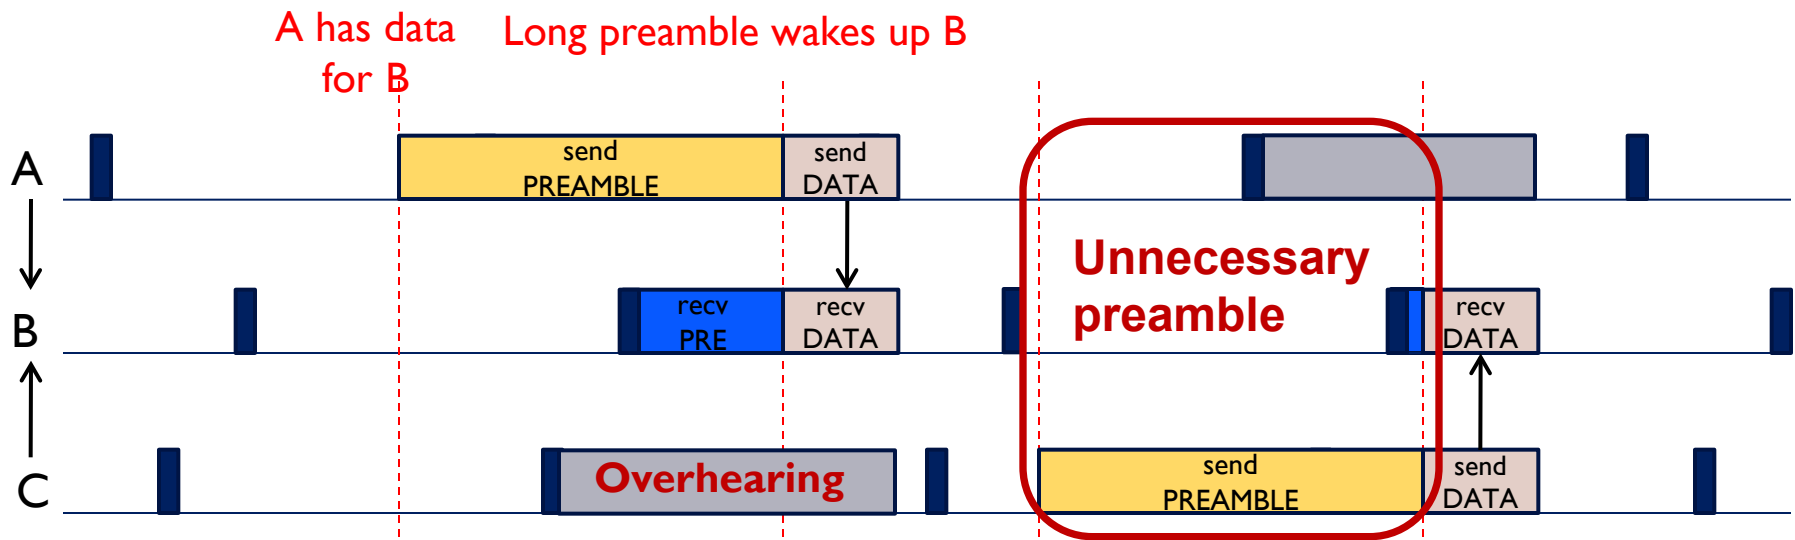 A has data
for B
Long preamble wakes up B
A
send
PREAMBLE
send
DATA
B
recv
PRE
recv
DATA
Unnecessary
preamble
recv
DATA
C
Overhearing
send
PREAMBLE
send
DATA